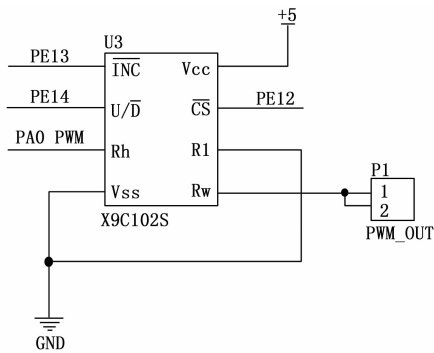 +5
U3
PE13
INC
Vcc
PE14
U/D
CS
PE12
PA0 PWM
Rh
R1
P1
Vss
Rw
1
2
X9C102S
PWM_OUT
GND